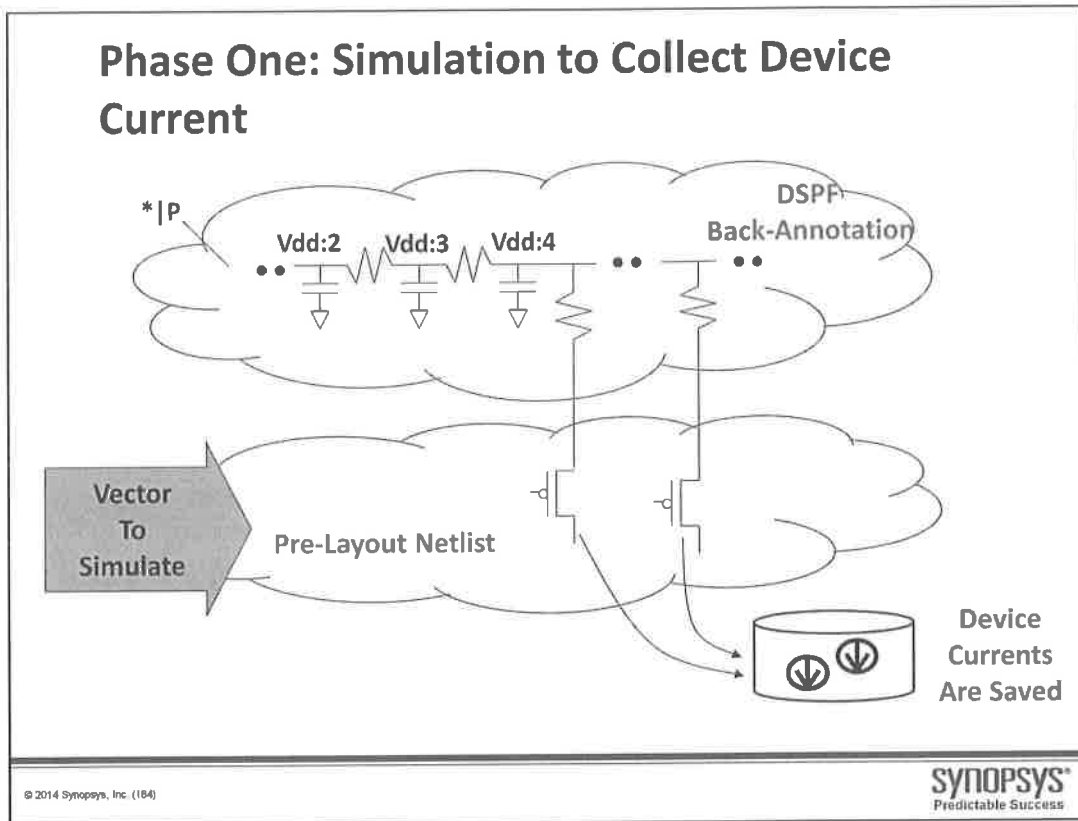 Phase One: Simulation to Collect Device
Current
*|P
Vdd:2
Vdd:3
Vdd:4
DSPF
Back-Annotation
Vector
To
Simulate
Pre-Layout Netlist
Device
Currents
Are Saved
© 2014 Synopsys, Inc. (184)
SYNOPSYS®
Predictable Success